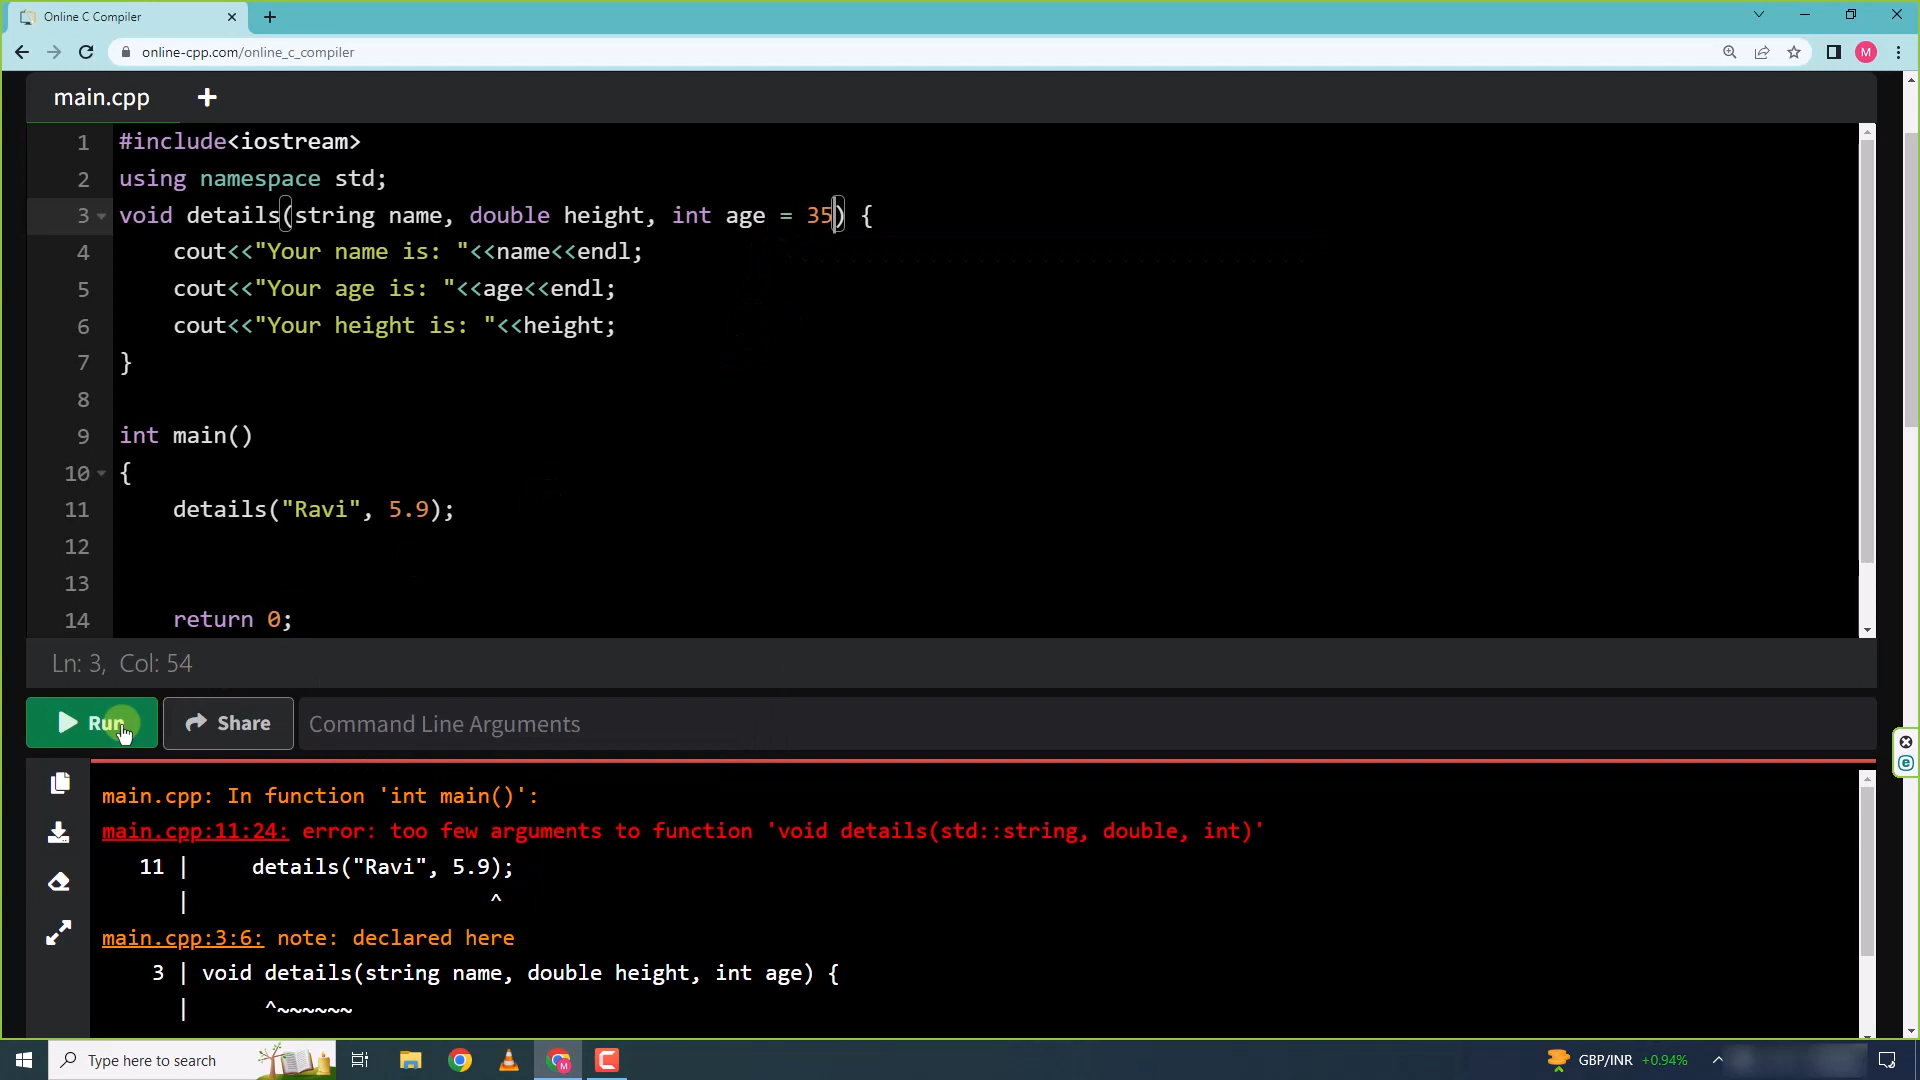 Online C Compiler
online-cpp.com/online_c_compiler
M
main.cpp +
1 #include<iostream>
2 using namespace std;
3 void details(string name, double height, int age = 35) {
4 cout<<"Your name is: "<<name<<endl;
5 cout<<"Your age is: "<<age<<endl;
6 cout<<"Your height is: "<<height;
7 }
8
9 int main()
10 {
11 details("Ravi", 5.9);
12
13
14 return 0;
Ln: 3, Col: 54
Run Share Command Line Arguments
main.cpp: In function 'int main()':
main.cpp:11:24: error: too few arguments to function 'void details(std::string, double, int)'
11 | details("Ravi", 5.9);
| ^
main.cpp:3:6: note: declared here
3 | void details(string name, double height, int age) {
| ^~~~~~~
Type here to search
GBP/INR +0.94%